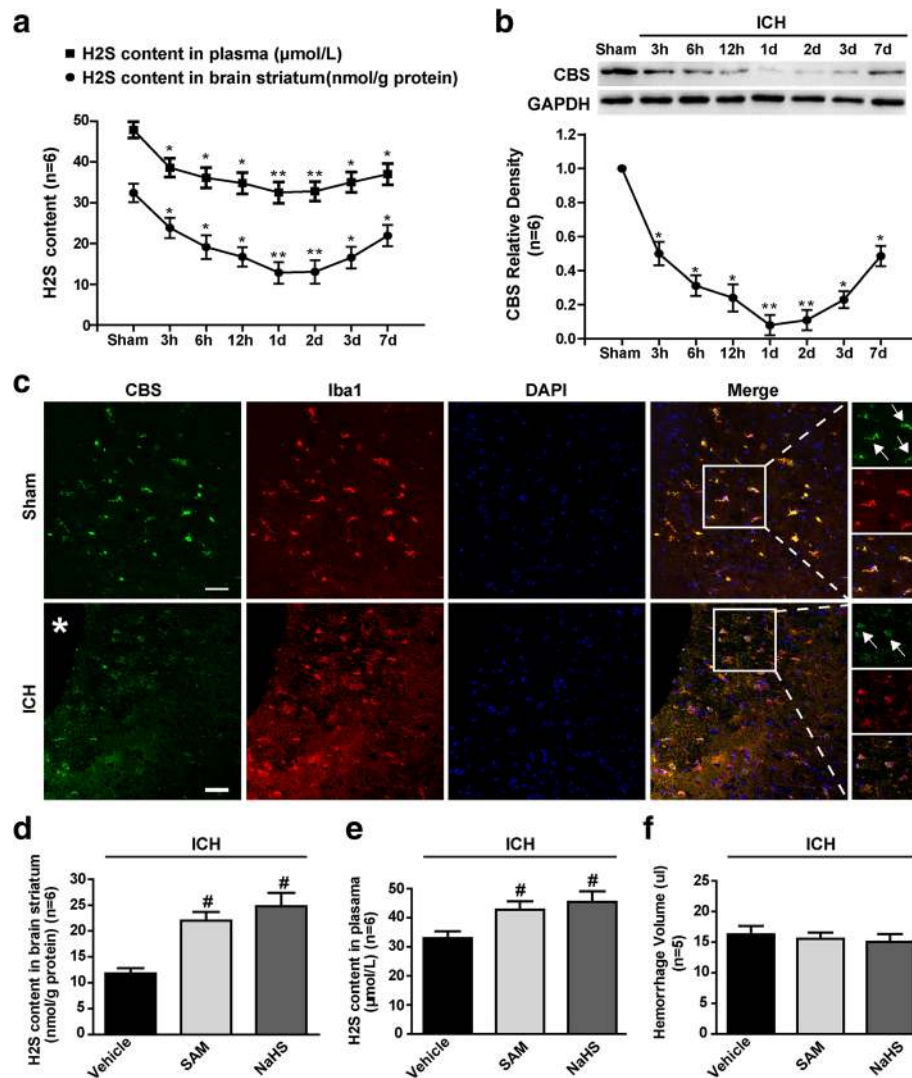 a
H2S content in plasma (μmol/L)
H2S content in brain striatum(nmol/g protein)
H2S content (n=6)
50
40
30
20
10
0
* * * ** ** * *
* * * ** ** * *
Sham 3h 6h 12h 1d 2d 3d 7d
b
ICH
Sham 3h 6h 12h 1d 2d 3d 7d
CBS
GAPDH
CBS Relative Density
(n=6)
1.2
1.0
0.8
0.6
0.4
0.2
0.0
* * * ** ** * *
Sham 3h 6h 12h 1d 2d 3d 7d
c
CBS Iba1 DAPI Merge
Sham
ICH
*
d
ICH
H2S content in brain striatum
(nmol/g protein) (n=6)
30
25
20
15
10
5
0
# #
Vehicle SAM NaHS
e
ICH
H2S content in plasama
(μmol/L) (n=6)
50
40
30
20
10
0
# #
Vehicle SAM NaHS
f
ICH
Hemorrhage Volume (ul)
(n=5)
25
20
15
10
5
0
Vehicle SAM NaHS